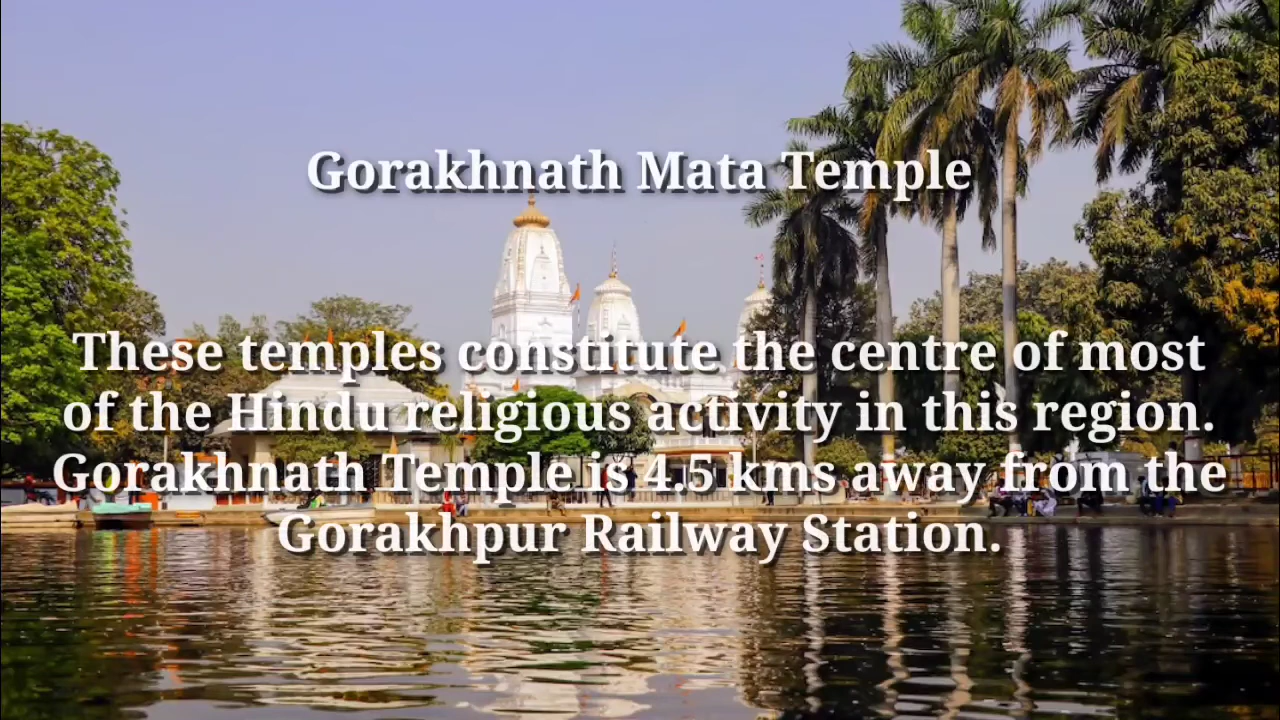 Gorakhnath Mata Temple
These temples constitute the centre of most
of the Hindu religious activity in this region.
Gorakhnath Temple is 4.5 kms away from the
Gorakhpur Railway Station.